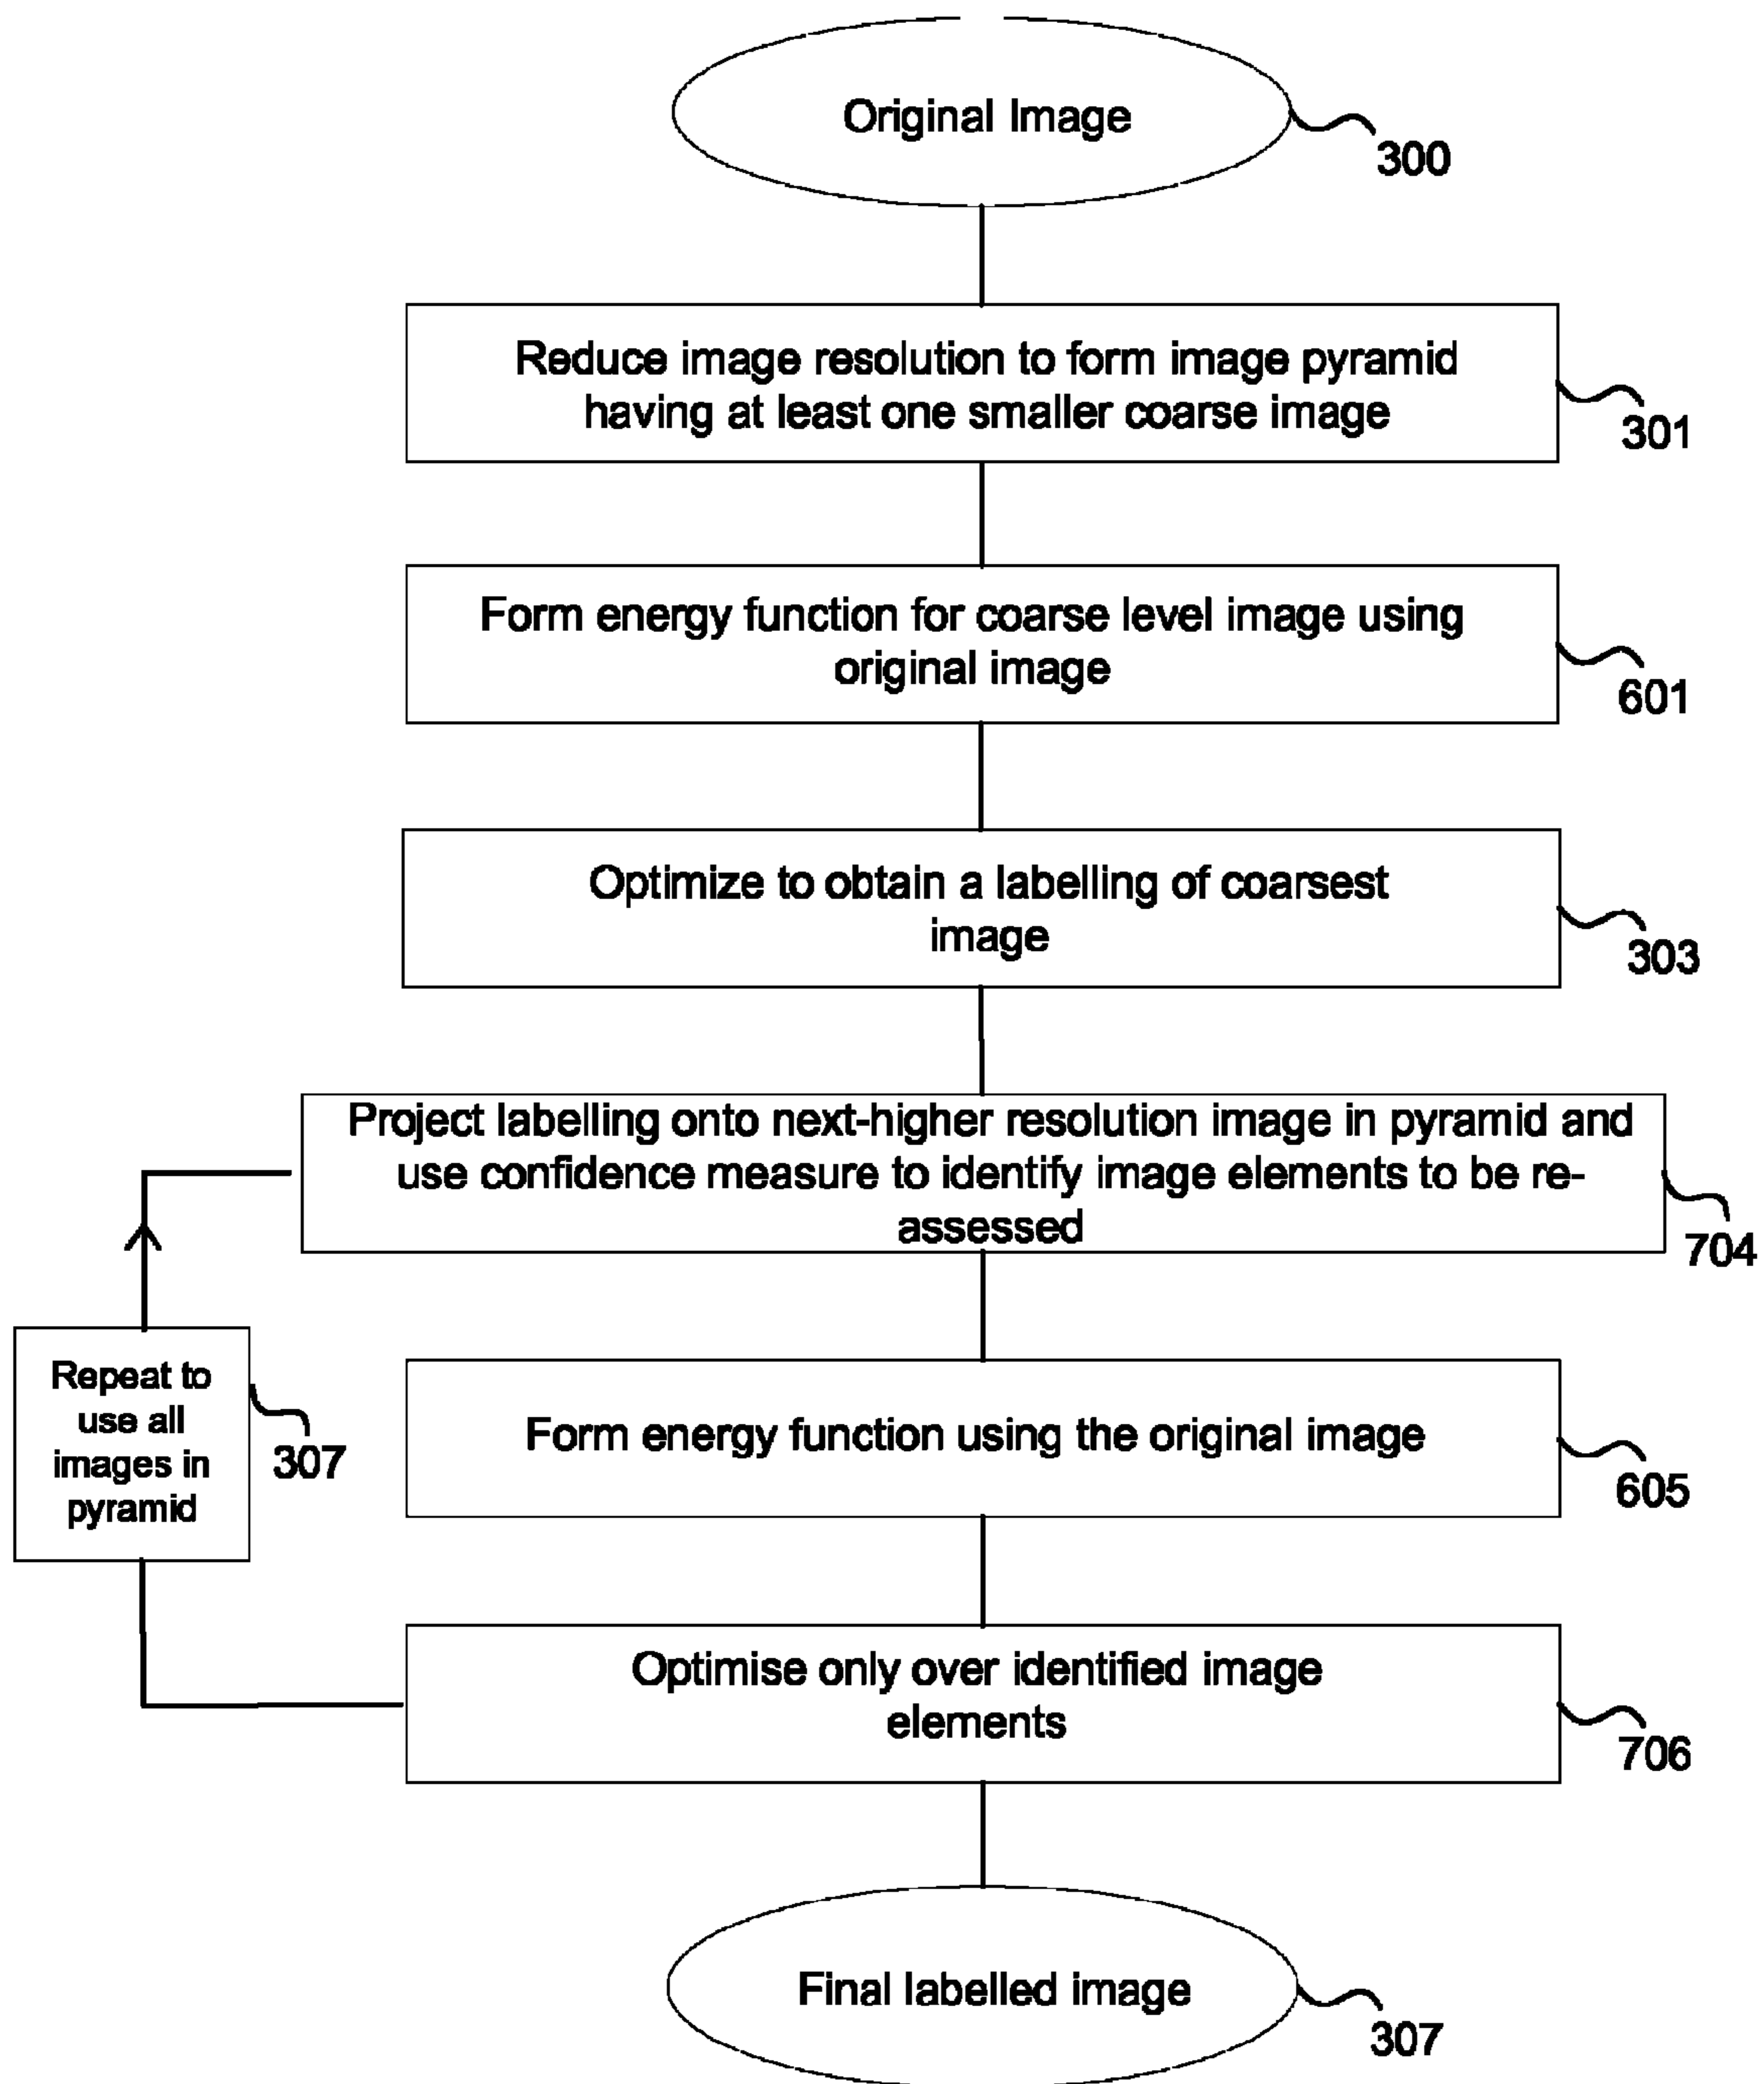 Original Image
300
Reduce image resolution to form image pyramid
having at least one smaller coarse image
301
Form energy function for coarse level image using
original image
601
Optimize to obtain a labelling of coarsest
image
303
Project labelling onto next-higher resolution image in pyramid and
use confidence measure to identify image elements to be re-
assessed
704
Repeat to
use all
images in
pyramid
307
Form energy function using the original image
605
Optimise only over identified image
elements
706
Final labelled image
307